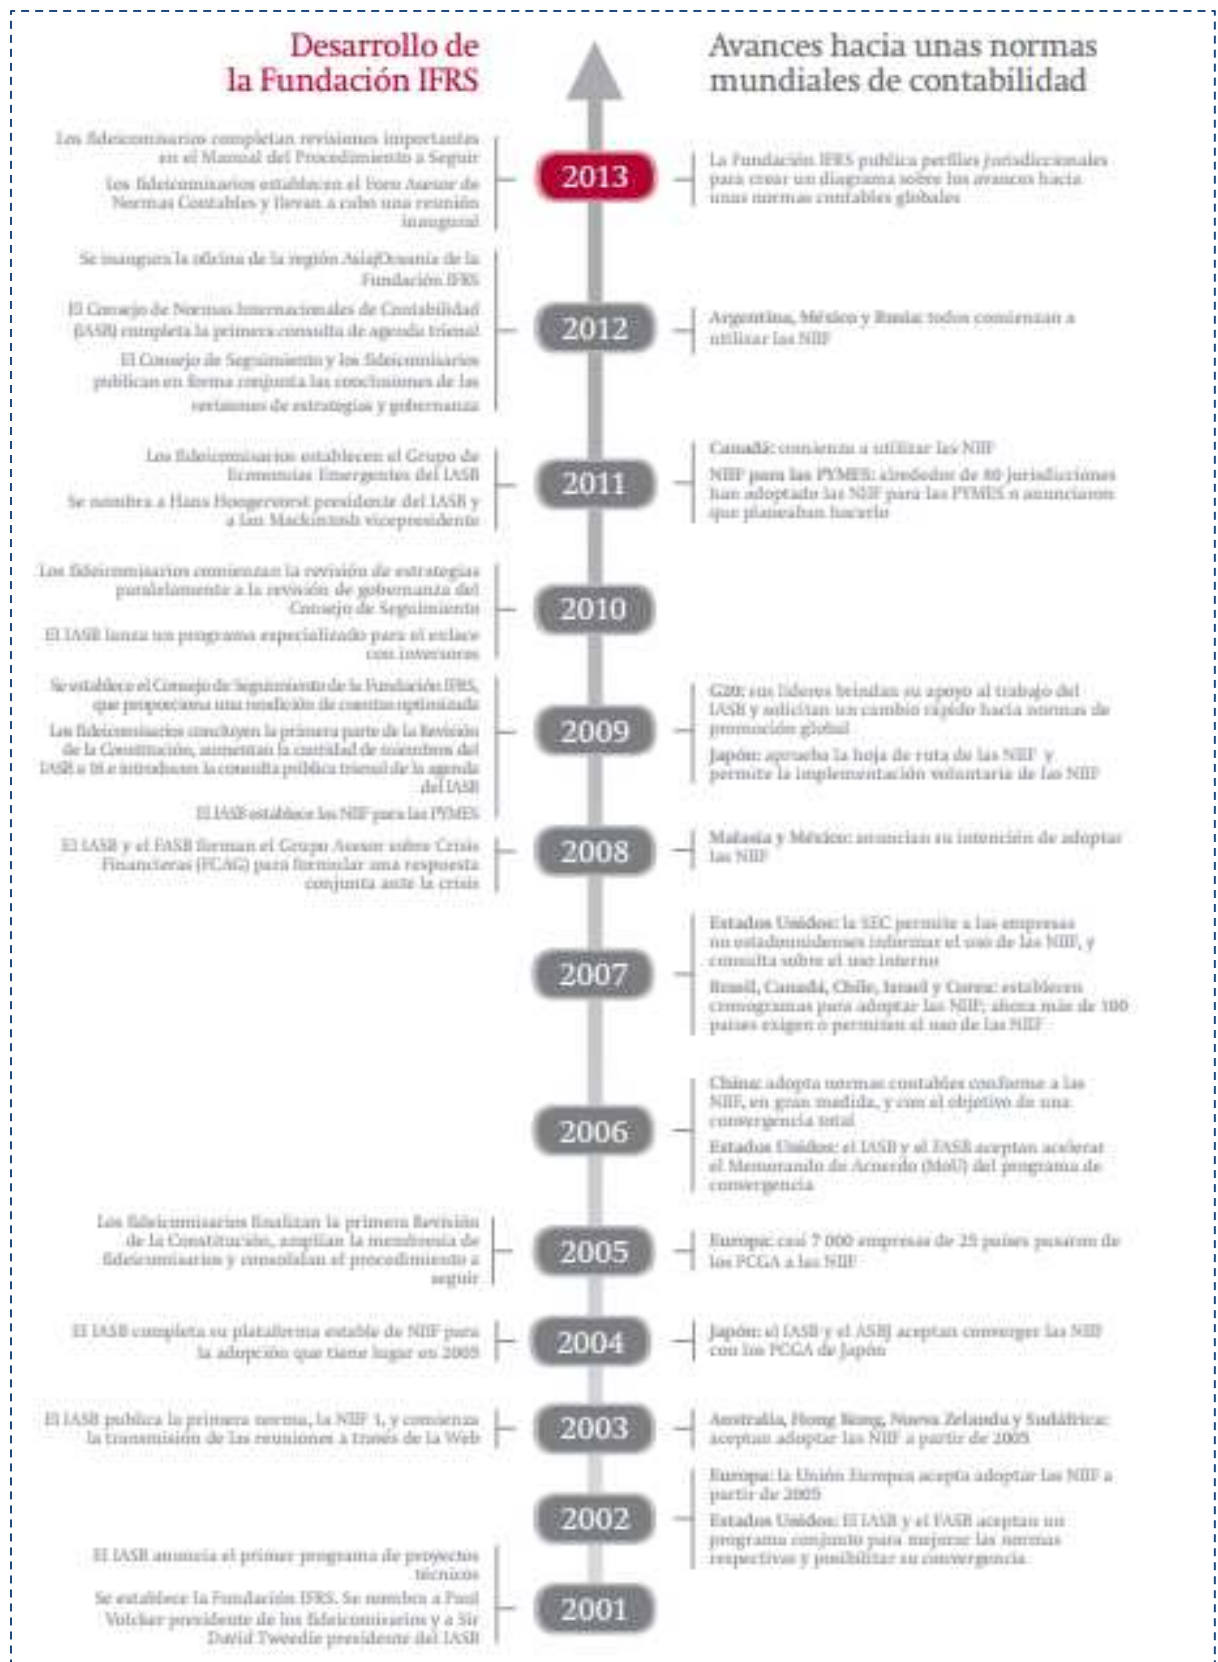 Desarrollo de
la Fundación IFRS
Avances hacia unas normas
mundiales de contabilidad
Los fideicomisarios completan revisiones importantes
en el Manual del Procedimiento a Seguir
Los fideicomisarios establecen el Foro Asesor de
Normas Contables y llevan a cabo una reunión
inaugural
2013
La Fundación IFRS publica perfiles jurisdiccionales
para crear un diagrama sobre los avances hacia
unas normas contables globales
Se inaugura la oficina de la región Asia/Oceanía de la
Fundación IFRS
El Consejo de Normas Internacionales de Contabilidad
(IASB) completa la primera consulta de agenda trienal
El Consejo de Seguimiento y los fideicomisarios
publican en forma conjunta las conclusiones de las
revisiones de estrategias y gobernanza
2012
Argentina, México y Rusia: todos comienzan a
utilizar las NIIF
Los fideicomisarios establecen el Grupo de
Economías Emergentes del IASB
Se nombra a Hans Hoogervorst presidente del IASB y
a Ian Mackintosh vicepresidente
2011
Canadá: comienza a utilizar las NIIF
NIIF para las PYMES: alrededor de 80 jurisdicciones
han adoptado las NIIF para las PYMES o anunciaron
que planeaban hacerlo
Los fideicomisarios comienzan la revisión de estrategias
paralelamente a la revisión de gobernanza del
Consejo de Seguimiento
El IASB lanza un programa especializado para el enlace
con inversores
2010
Se establece el Consejo de Seguimiento de la Fundación IFRS,
que proporciona una rendición de cuentas optimizada
Los fideicomisarios concluyen la primera parte de la Revisión
de la Constitución, aumentan la cantidad de miembros del
IASB a 16 e introducen la consulta pública trienal de la agenda
del IASB
El IASB establece las NIIF para las PYMES
2009
G20: sus líderes brindan su apoyo al trabajo del
IASB y solicitan un cambio rápido hacia normas de
promoción global
Japón: aprueba la hoja de ruta de las NIIF y
permite la implementación voluntaria de las NIIF
El IASB y el FASB forman el Grupo Asesor sobre Crisis
Financieras (FCAG) para formular una respuesta
conjunta ante la crisis
2008
Malasia y México: anuncian su intención de adoptar
las NIIF
2007
Estados Unidos: la SEC permite a las empresas
no estadounidenses informar el uso de las NIIF, y
consulta sobre el uso interno
Brasil, Canadá, Chile, Israel y Corea: establecen
cronogramas para adoptar las NIIF; ahora más de 100
países exigen o permiten el uso de las NIIF
2006
China: adopta normas contables conforme a las
NIIF, en gran medida, y con el objetivo de una
convergencia total
Estados Unidos: el IASB y el FASB aceptan acelerar
el Memorando de Acuerdo (MoU) del programa de
convergencia
Los fideicomisarios finalizan la primera Revisión
de la Constitución, amplían la membresía de
fideicomisarios y consolidan el procedimiento a
seguir
2005
Europa: casi 7 000 empresas de 25 países pasaron de
los PCGA a las NIIF
El IASB completa su plataforma estable de NIIF para
la adopción que tiene lugar en 2005
2004
Japón: el IASB y el ASBJ aceptan converger las NIIF
con los PCGA de Japón
El IASB publica la primera norma, la NIIF 1, y comienza
la transmisión de las reuniones a través de la Web
2003
Australia, Hong Kong, Nueva Zelanda y Sudáfrica:
aceptan adoptar las NIIF a partir de 2005
2002
Europa: la Unión Europea acepta adoptar las NIIF a
partir de 2005
Estados Unidos: El IASB y el FASB aceptan un
programa conjunto para mejorar las normas
respectivas y posibilitar su convergencia
El IASB anuncia el primer programa de proyectos
técnicos
Se establece la Fundación IFRS. Se nombra a Paul
Volcker presidente de los fideicomisarios y a Sir
David Tweedie presidente del IASB
2001